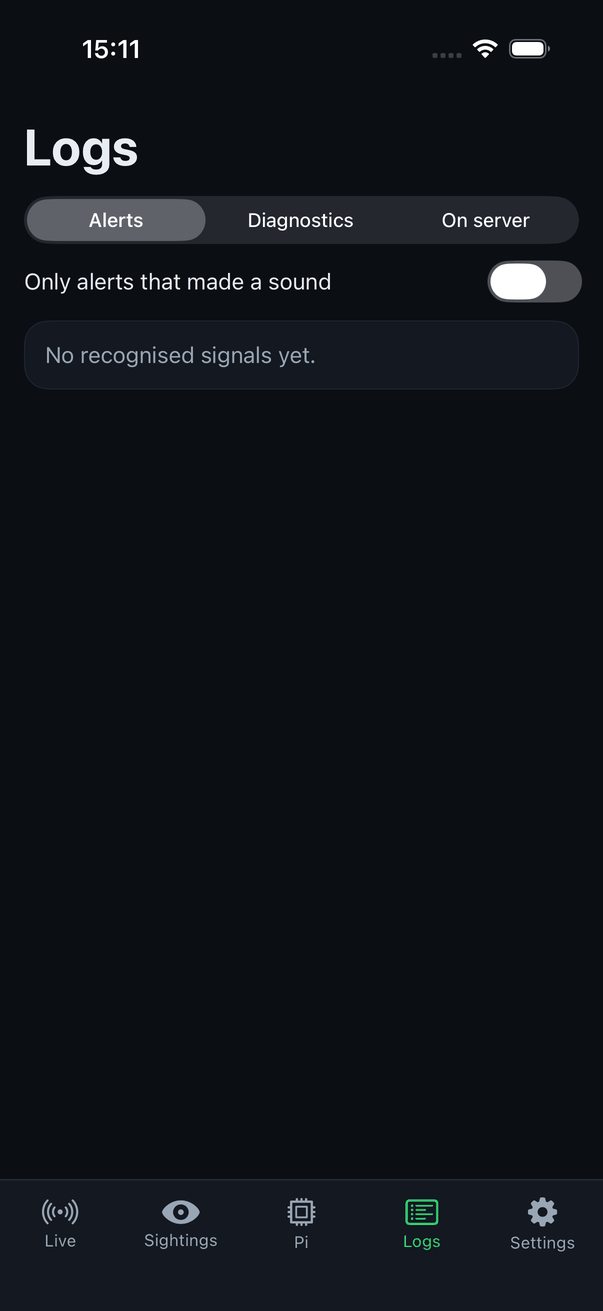 15:11
Logs
Alerts Diagnostics On server
Only alerts that made a sound
No recognised signals yet.
Live Sightings Pi Logs Settings